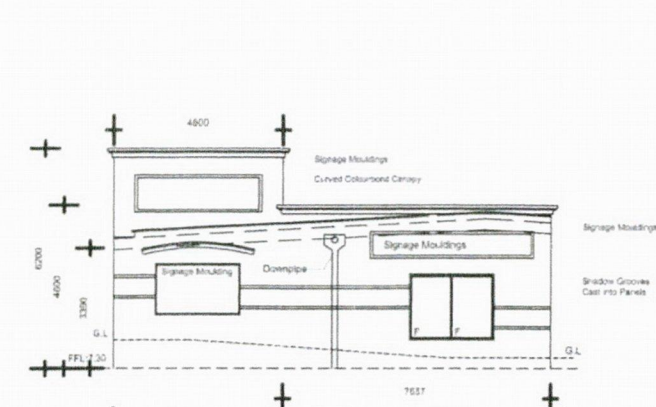 4600
Signage Mouldings
Curved Colourbond Canopy
Signage Mouldings
Signage Mouldings
Signage Moulding
Downpipe
Shadow Grooves
Cast into Panels
6200
4600
G.L
G.L
F F
7637